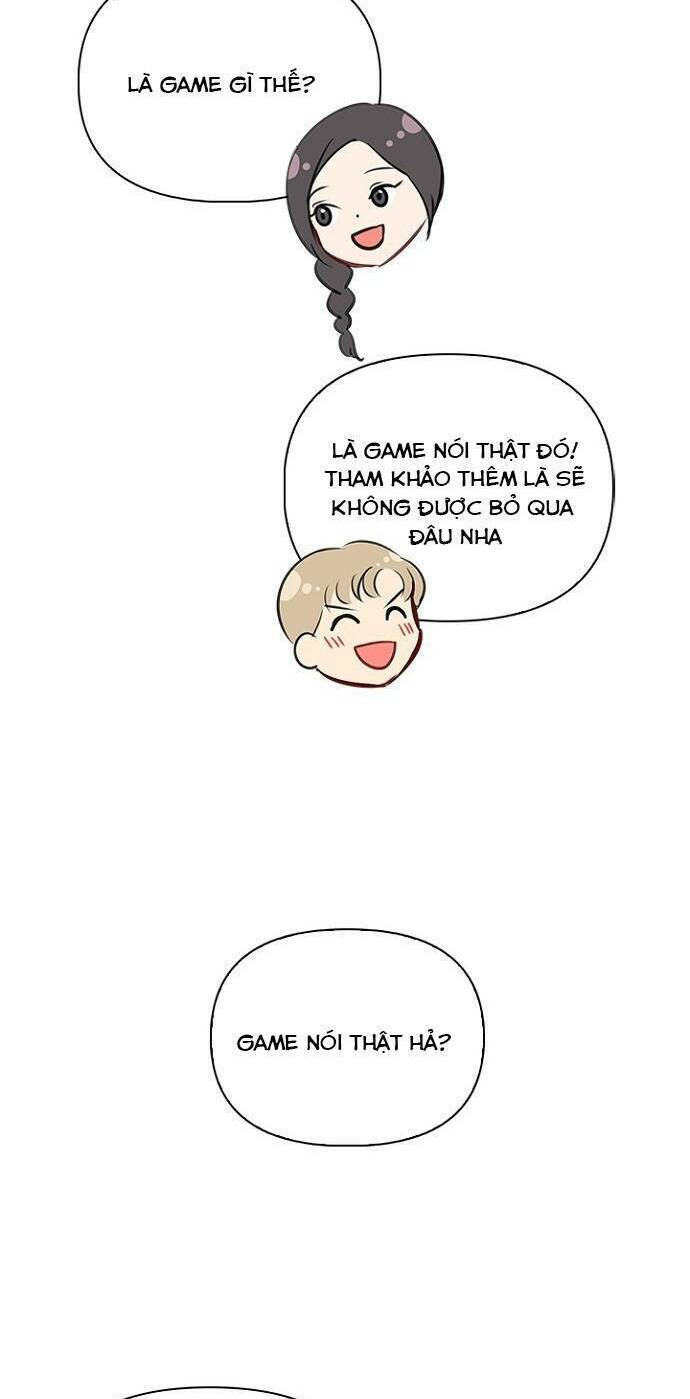 LÀ GAME GÌ THẾ?
LÀ GAME NÓI THẬT ĐÓ!
THAM KHẢO THÊM LÀ SẼ
KHÔNG ĐƯỢC BỎ QUA
ĐÂU NHA
GAME NÓI THẬT HẢ?